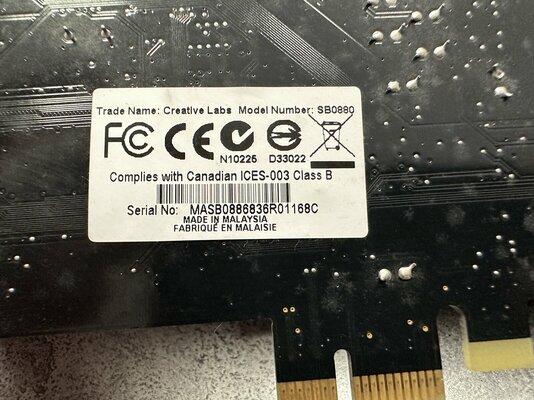 Trade Name: Creative Labs Model Number: SB0880
FC CE N10225 D33022
Complies with Canadian ICES-003 Class B
Serial No: MASB0886836R01168C
MADE IN MALAYSIA
FABRIQUÉ EN MALAISIE